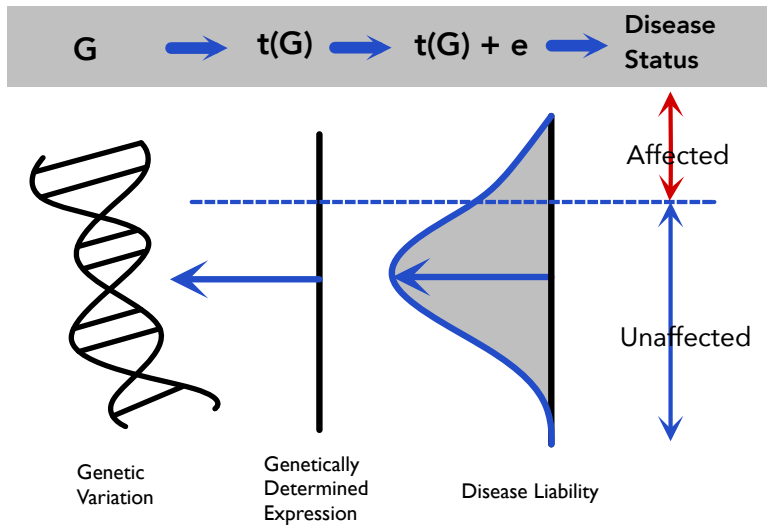 G t(G) t(G) + e Disease
Status
Affected
Unaffected
Genetic
Variation
Genetically
Determined
Expression
Disease Liability